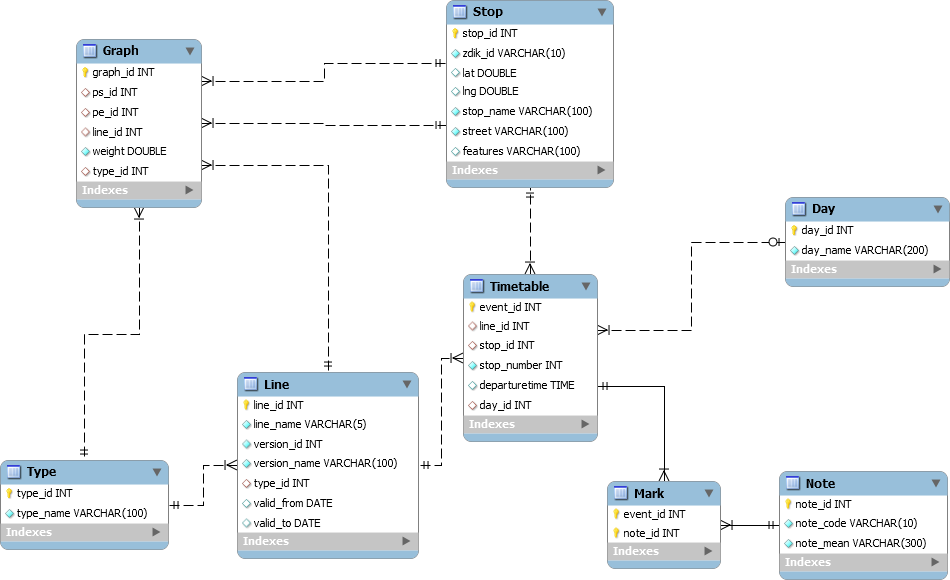 Stop
stop_id INT
zdik_id VARCHAR(10)
lat DOUBLE
lng DOUBLE
stop_name VARCHAR(100)
street VARCHAR(100)
features VARCHAR(100)
Indexes
Graph
graph_id INT
ps_id INT
pe_id INT
line_id INT
weight DOUBLE
type_id INT
Indexes
Day
day_id INT
day_name VARCHAR(200)
Indexes
Timetable
event_id INT
line_id INT
stop_id INT
stop_number INT
departuretime TIME
day_id INT
Indexes
Line
line_id INT
line_name VARCHAR(5)
version_id INT
version_name VARCHAR(100)
type_id INT
valid_from DATE
valid_to DATE
Indexes
Type
type_id INT
type_name VARCHAR(100)
Indexes
Mark
event_id INT
note_id INT
Indexes
Note
note_id INT
note_code VARCHAR(10)
note_mean VARCHAR(300)
Indexes